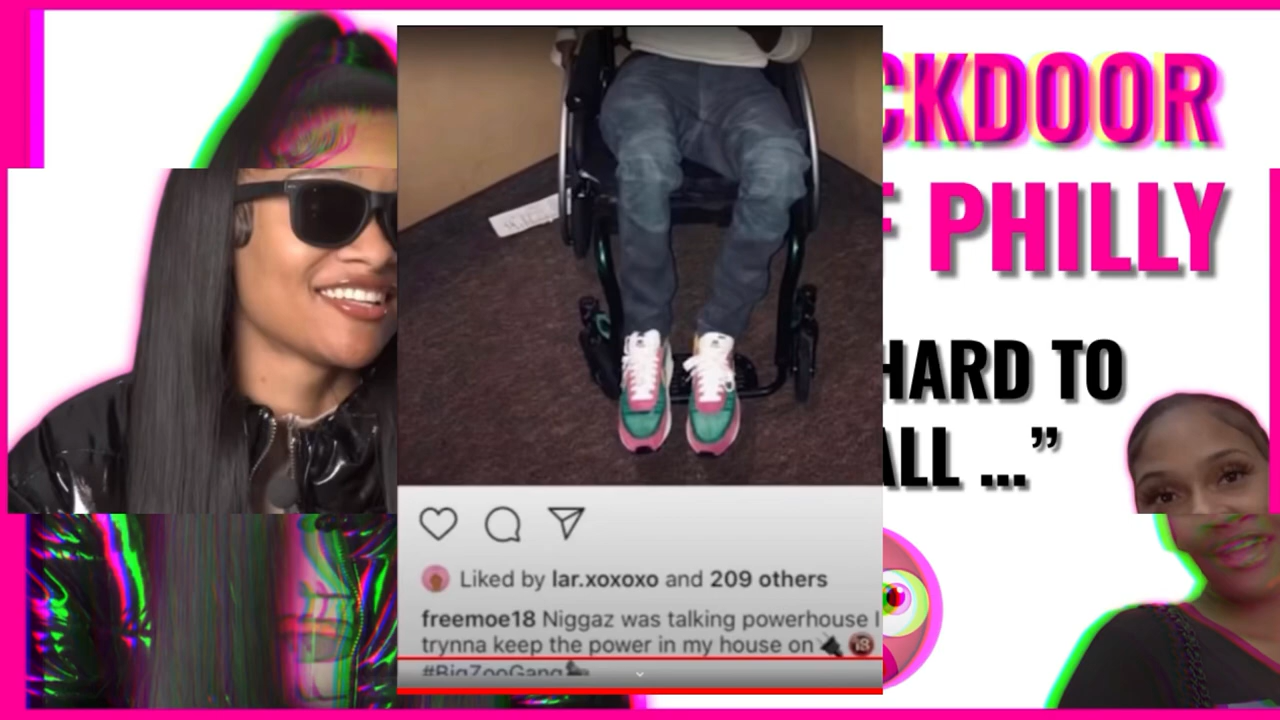 CKDOOR
F PHILLY
HARD TO
ALL ...”
Liked by lar.xoxoxo and 209 others
freemoe18 Niggaz was talking powerhouse I
trynna keep the power in my house on🔌🔞
#BigZooGang